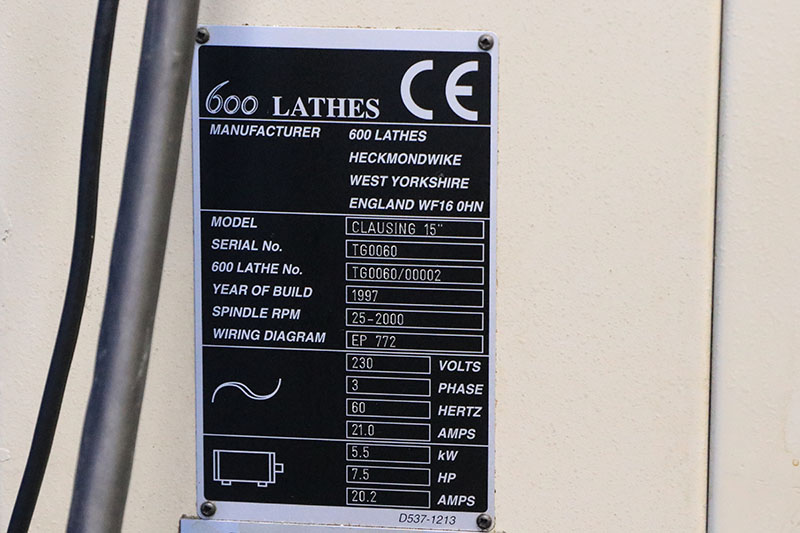 600 LATHES CE
MANUFACTURER 600 LATHES
HECKMONDWIKE
WEST YORKSHIRE
ENGLAND WF16 0HN
MODEL CLAUSING 15"
SERIAL No. TG0060
600 LATHE No. TG0060/00002
YEAR OF BUILD 1997
SPINDLE RPM 25-2000
WIRING DIAGRAM EP 772
230 VOLTS
3 PHASE
60 HERTZ
21.0 AMPS
5.5 kW
7.5 HP
20.2 AMPS
D537-1213